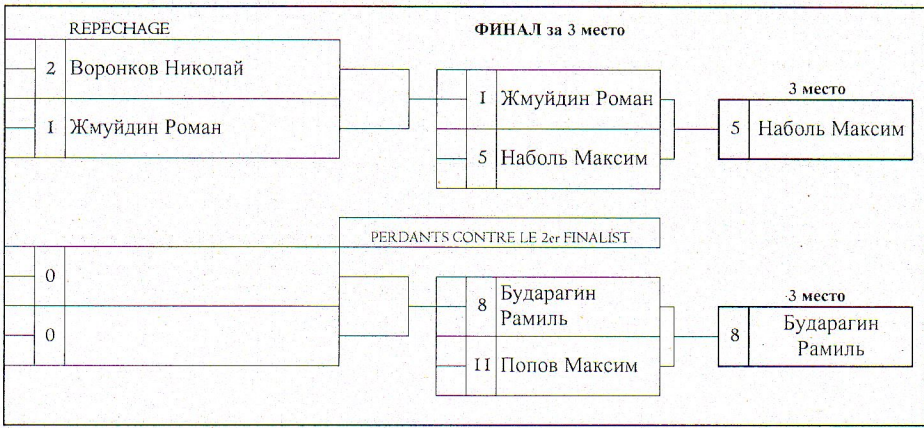 REPECHAGE
ФИНАЛ за 3 место
2 Воронков Николай
1 Жмуйдин Роман
1 Жмуйдин Роман
5 Наболь Максим
3 место
5 Наболь Максим
PERDANTS CONTRE LE 2er FINALIST
0
0
8 Бударагин
Рамиль
11 Попов Максим
3 место
8 Бударагин
Рамиль